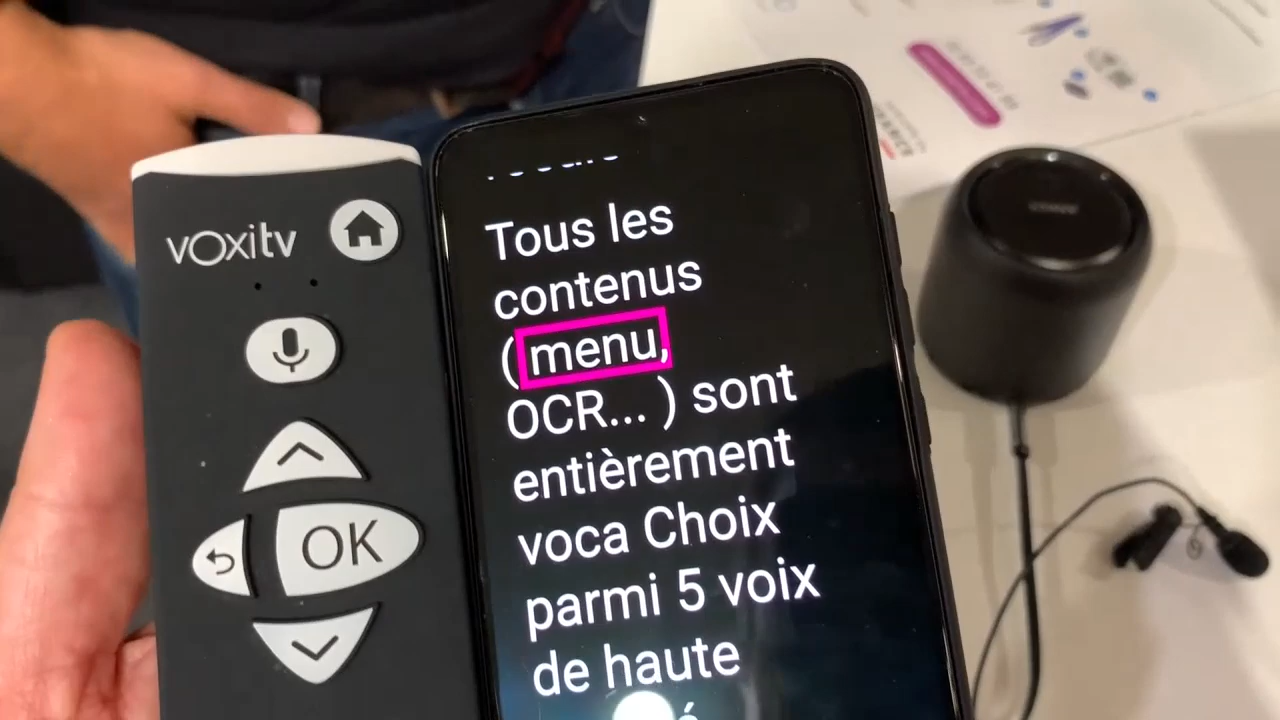 voxitv
OK
Tous les
contenus
(menu,
OCR... ) sont
entièrement
voca Choix
parmi 5 voix
de haute